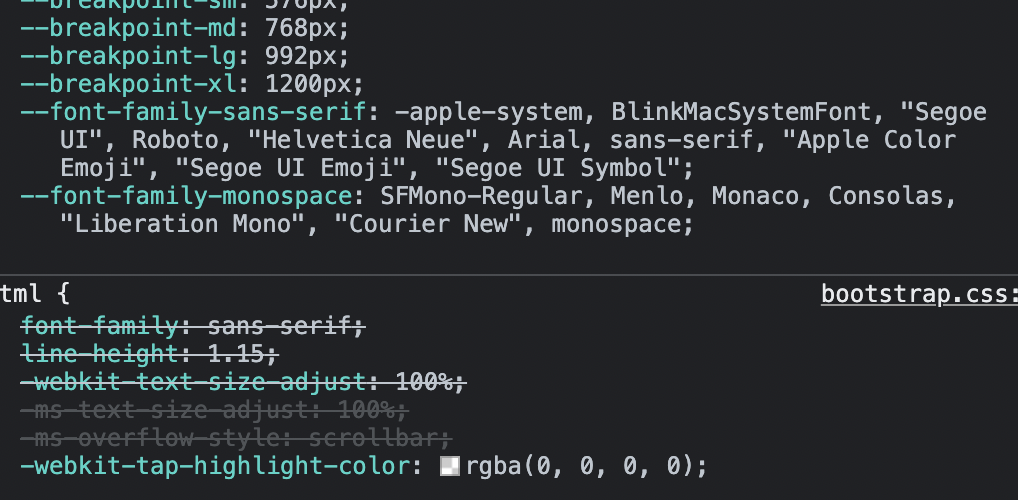 --breakpoint-sm: 576px;
--breakpoint-md: 768px;
--breakpoint-lg: 992px;
--breakpoint-xl: 1200px;
--font-family-sans-serif: -apple-system, BlinkMacSystemFont, "Segoe
UI", Roboto, "Helvetica Neue", Arial, sans-serif, "Apple Color
Emoji", "Segoe UI Emoji", "Segoe UI Symbol";
--font-family-monospace: SFMono-Regular, Menlo, Monaco, Consolas,
"Liberation Mono", "Courier New", monospace;
tml {
bootstrap.css:
font-family: sans-serif;
line-height: 1.15;
-webkit-text-size-adjust: 100%;
-ms-text-size-adjust: 100%;
-ms-overflow-style: scrollbar;
-webkit-tap-highlight-color: rgba(0, 0, 0, 0);